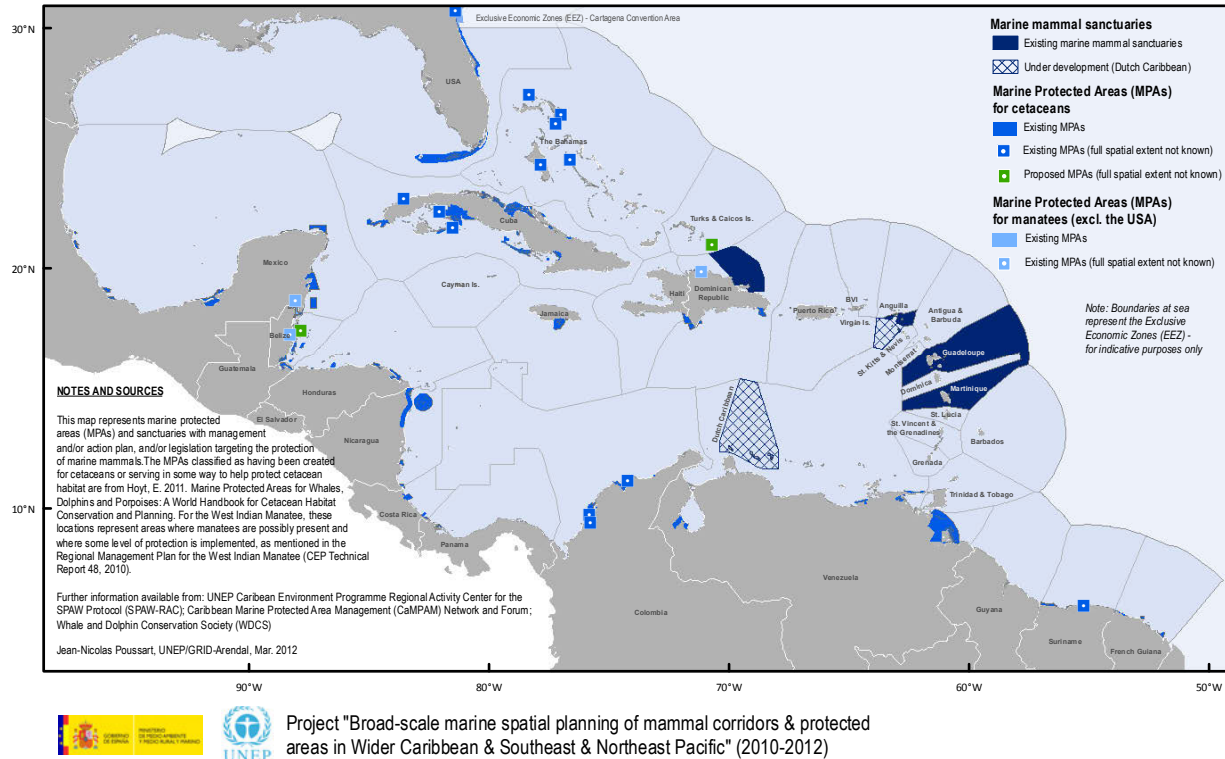 Exclusive Economic Zones (EEZ) - Cartagena Convention Area
30°N
20°N
10°N
90°W
80°W
70°W
60°W
50°W
USA
The Bahamas
Cuba
Turks & Caicos Is.
Mexico
Cayman Is.
Haiti
Dominican
Republic
Jamaica
Puerto Rico
BVI
Virgin Is.
Anguilla
Antigua &
Barbuda
St. Kitts & Nevis
Montserrat
Guadeloupe
Dominica
Martinique
St. Lucia
St. Vincent &
the Grenadines
Barbados
Grenada
Trinidad & Tobago
Dutch Caribbean
Belize
Guatemala
Honduras
El Salvador
Nicaragua
Costa Rica
Panama
Colombia
Venezuela
Guyana
Suriname
French Guiana
Marine mammal sanctuaries
Existing marine mammal sanctuaries
Under development (Dutch Caribbean)
Marine Protected Areas (MPAs)
for cetaceans
Existing MPAs
Existing MPAs (full spatial extent not known)
Proposed MPAs (full spatial extent not known)
Marine Protected Areas (MPAs)
for manatees (excl. the USA)
Existing MPAs
Existing MPAs (full spatial extent not known)
Note: Boundaries at sea
represent the Exclusive
Economic Zones (EEZ) -
for indicative purposes only
NOTES AND SOURCES
This map represents marine protected
areas (MPAs) and sanctuaries with management
and/or action plan, and/or legislation targeting the protection
of marine mammals.The MPAs classified as having been created
for cetaceans or serving in some way to help protect cetacean
habitat are from Hoyt, E. 2011. Marine Protected Areas for Whales,
Dolphins and Porpoises: A World Handbook for Cetacean Habitat
Conservation and Planning. For the West Indian Manatee, these
locations represent areas where manatees are possibly present and
where some level of protection is implemented, as mentioned in the
Regional Management Plan for the West Indian Manatee (CEP Technical
Report 48, 2010).
Further information available from: UNEP Caribean Environment Programme Regional Activity Center for the
SPAW Protocol (SPAW-RAC); Caribbean Marine Protected Area Management (CaMPAM) Network and Forum;
Whale and Dolphin Conservation Society (WDCS)
Jean-Nicolas Poussart, UNEP/GRID-Arendal, Mar. 2012
GOBIERNO
DE ESPAÑA
MINISTERIO
DE MEDIO AMBIENTE
Y MEDIO RURAL Y MARINO
UNEP
Project "Broad-scale marine spatial planning of mammal corridors & protected
areas in Wider Caribbean & Southeast & Northeast Pacific" (2010-2012)